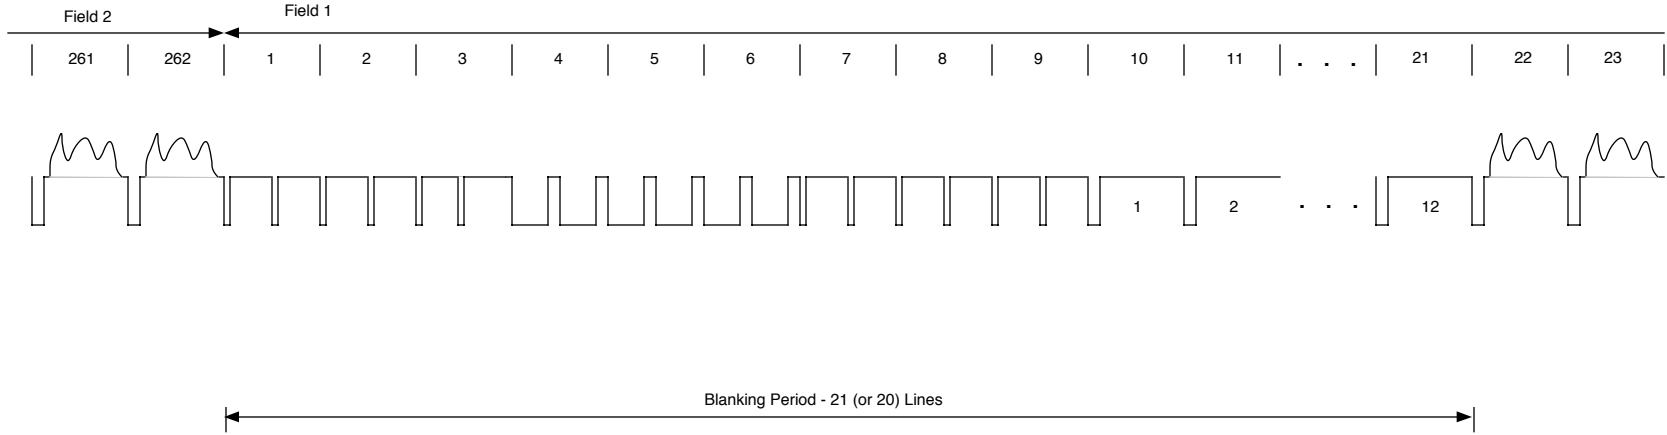 Field 2 Field 1
261 262 1 2 3 4 5 6 7 8 9 10 11 . . . 21 22 23
1 2 . . . 12
Blanking Period - 21 (or 20) Lines